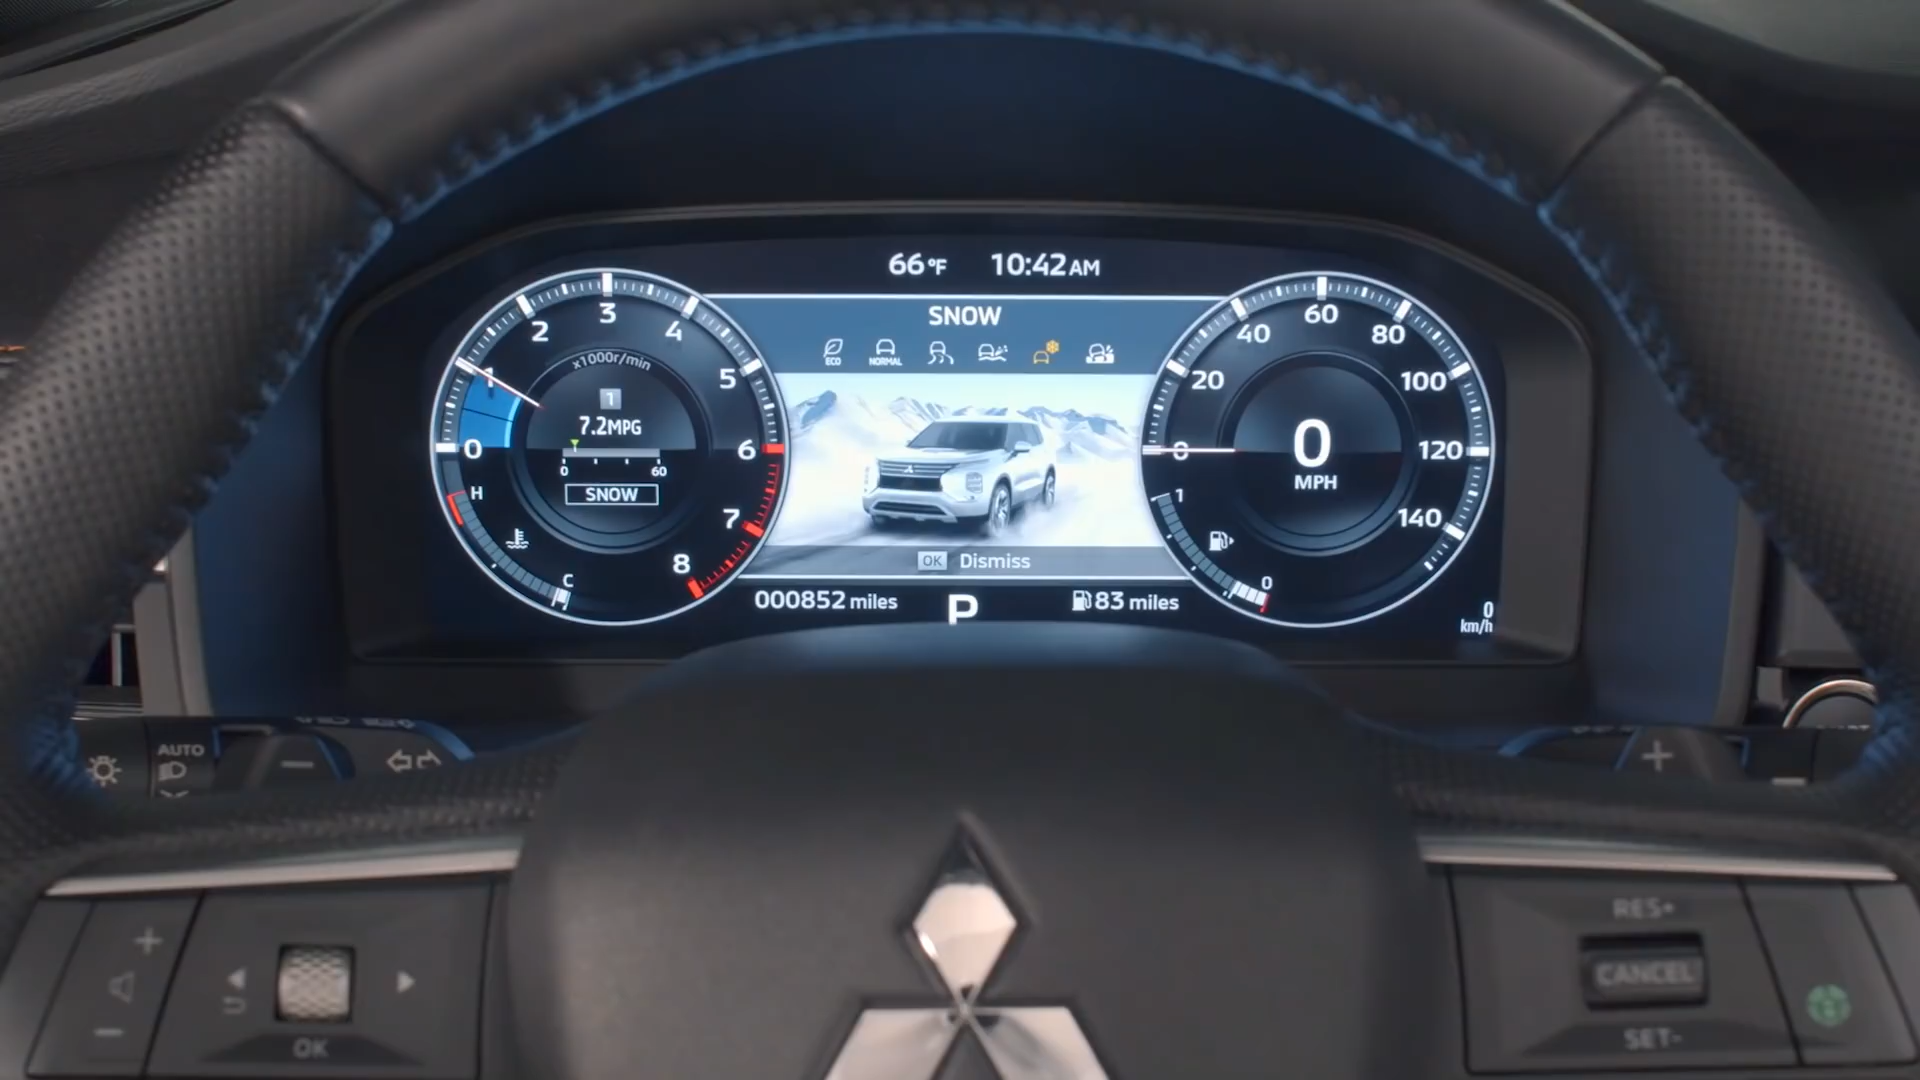 66°F 10:42 AM
SNOW
ECO NORMAL
0 1 2 3 4 5 6 7 8
x1000r/min
1
7.2MPG
0 60
SNOW
H
C
OK Dismiss
000852 miles P 83 miles
0 20 40 60 80 100 120 140
0
MPH
1
0
0
km/h
AUTO
−
+
+
−
OK
RES+
CANCEL
SET-